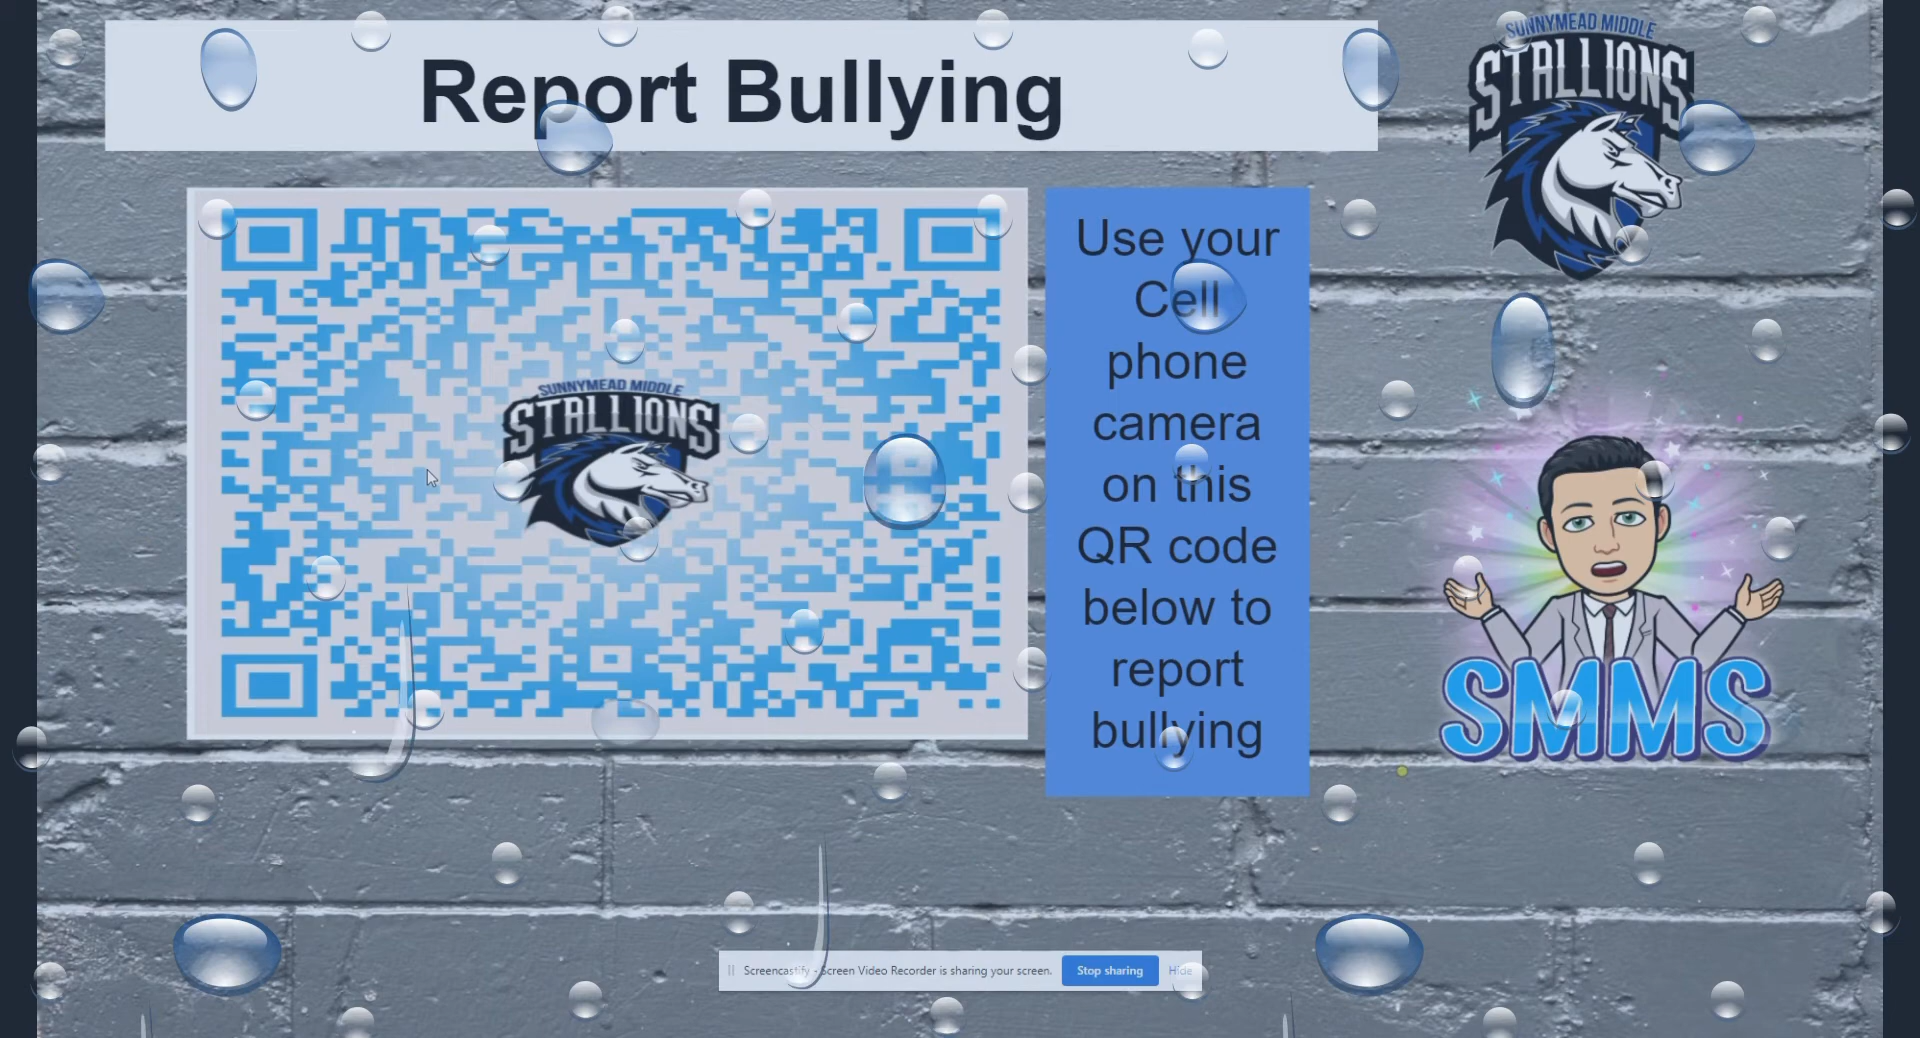 Report Bullying
SUNNYMEAD MIDDLE
STALLIONS
SUNNYMEAD MIDDLE
STALLIONS
Use your
Cell
phone
camera
on this
QR code
below to
report
bullying
SMMS
Screencastify - Screen Video Recorder is sharing your screen.
Stop sharing
Hide